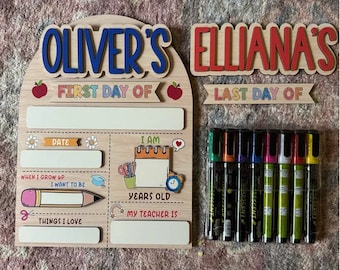 OLIVER'S
ELLIANA'S
FIRST DAY OF
LAST DAY OF
DATE
I AM
WHEN I GROW UP
I WANT TO BE
YEARS OLD
MY TEACHER IS
THINGS I LOVE